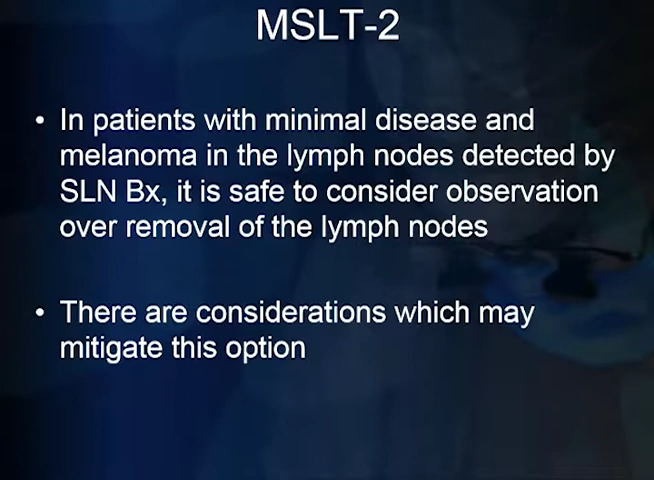 MSLT-2
• In patients with minimal disease and
melanoma in the lymph nodes detected by
SLN Bx, it is safe to consider observation
over removal of the lymph nodes
• There are considerations which may
mitigate this option